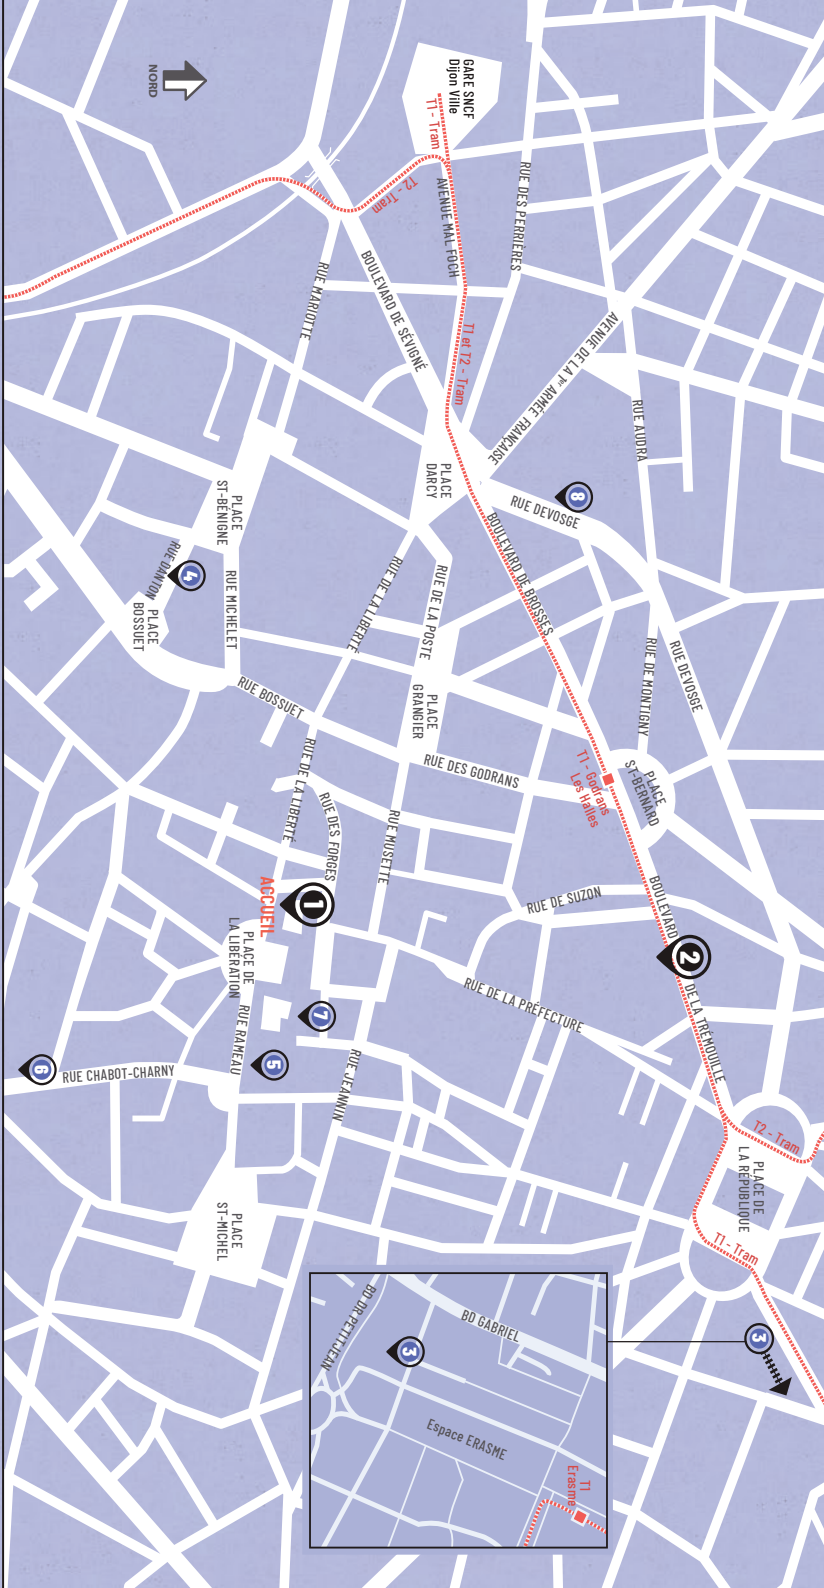 NORD
GARE SNCF
Dijon Ville
T1 - Tram
T2 - Tram
AVENUE MAL FOCH
RUE DES PERRIÈRES
RUE MARIOTTE
BOULEVARD DE SÉVIGNÉ
T1 et T2 - Tram
AVENUE DE LA 1re ARMÉE FRANÇAISE
RUE AUDRA
PLACE
DARCY
8
RUE DEVOSGE
BOULEVARD DE BROSSES
PLACE
ST-BÉNIGNE
RUE DANTON
4
PLACE
BOSSUET
RUE MICHELET
RUE DE LA LIBERTÉ
RUE DE LA POSTE
RUE DE MONTIGNY
RUE DEVOSGE
RUE BOSSUET
PLACE
GRANGIER
RUE DES GODRANS
T1 - Godrans
Les Halles
PLACE
ST-BERNARD
RUE DE LA LIBERTÉ
RUE DES FORGES
RUE MUSETTE
RUE DE SUZON
BOULEVARD DE LA TRÉMOUILLE
2
ACCUEIL
1
PLACE DE
LA LIBÉRATION
RUE DE LA PRÉFECTURE
7
RUE RAMEAU
5
6
RUE CHABOT-CHARNY
RUE JEANNIN
T2 - Tram
PLACE DE
LA RÉPUBLIQUE
T1 - Tram
PLACE
ST-MICHEL
3
BD DR PETITJEAN
BD GABRIEL
3
Espace ERASME
T1
Erasme